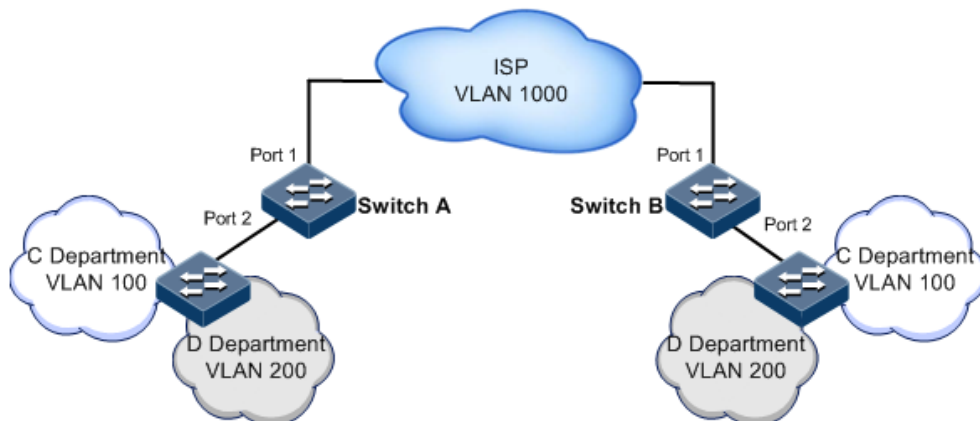 ISP
VLAN 1000
Port 1
Port 1
Switch A
Switch B
Port 2
Port 2
C Department
VLAN 100
C Department
VLAN 100
D Department
VLAN 200
D Department
VLAN 200